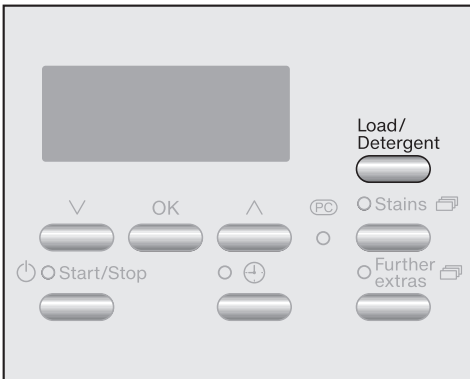 Load/
Detergent
OK
PC
Stains
Start/Stop
Further
extras